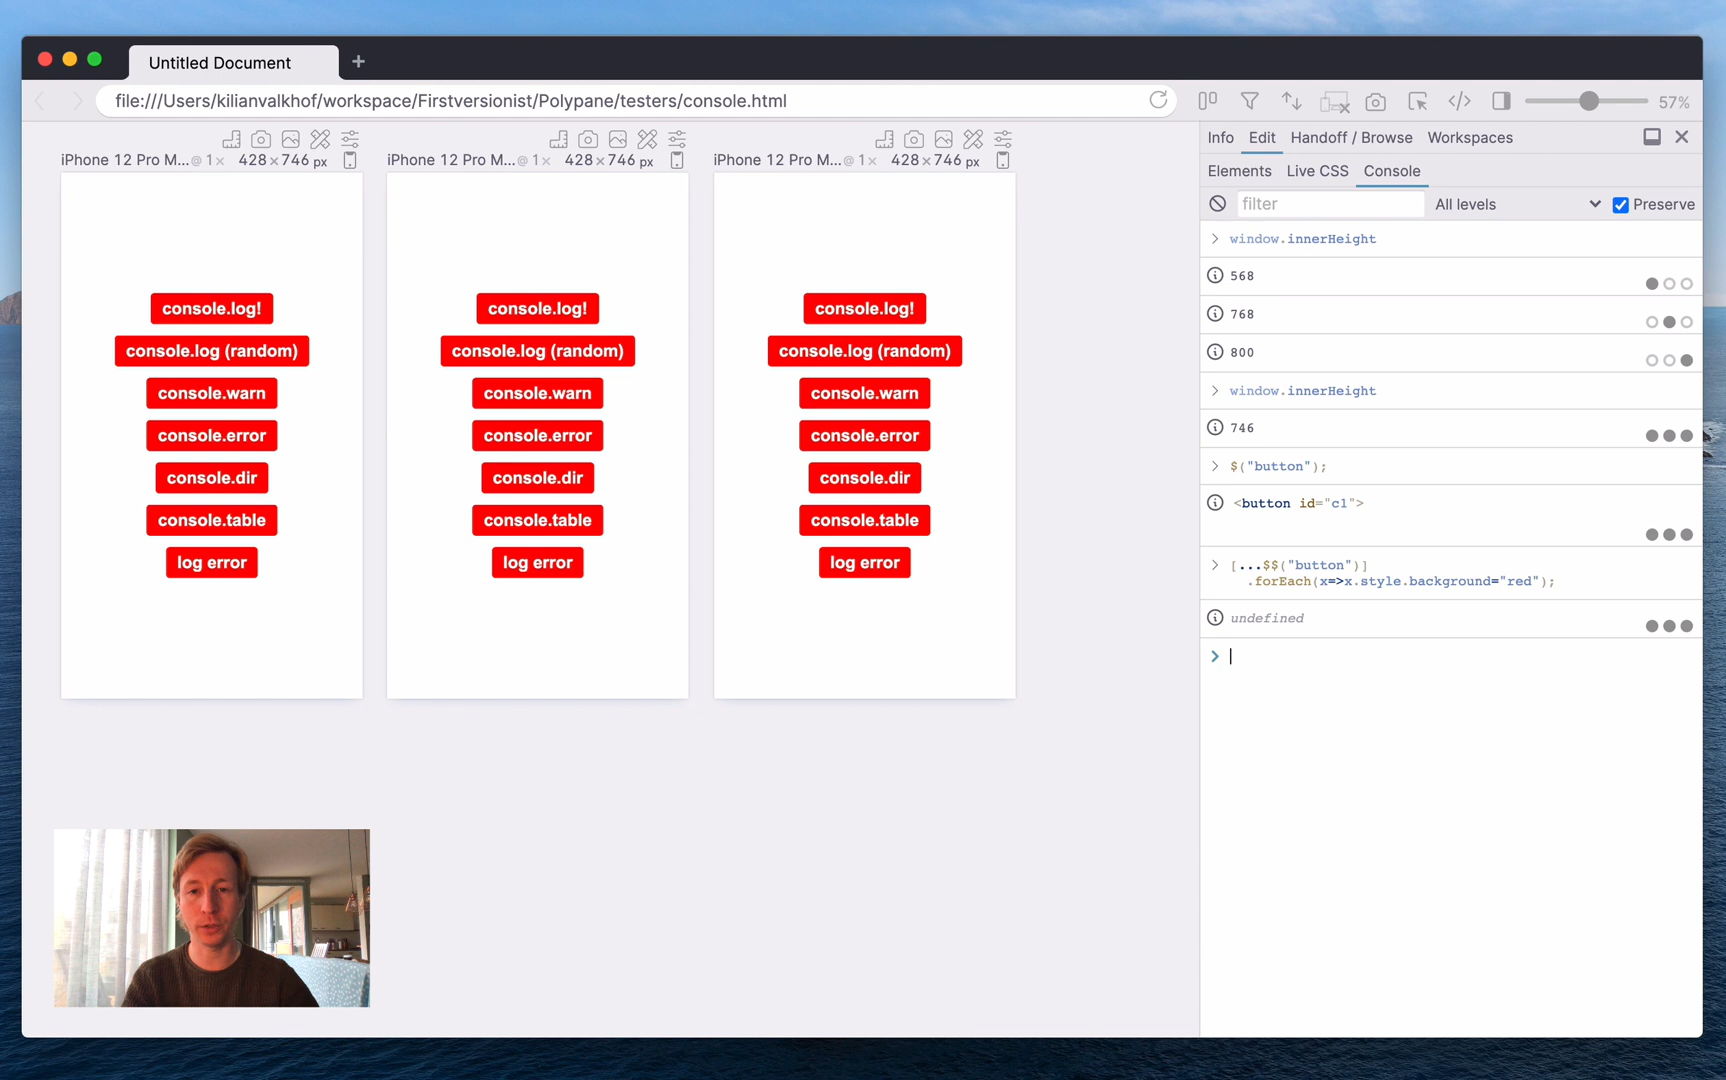 Untitled Document
file:///Users/kilianvalkhof/workspace/Firstversionist/Polypane/testers/console.html
57%
iPhone 12 Pro M...@ 1× 428×746 px
iPhone 12 Pro M...@ 1× 428×746 px
iPhone 12 Pro M...@ 1× 428×746 px
console.log!
console.log (random)
console.warn
console.error
console.dir
console.table
log error
console.log!
console.log (random)
console.warn
console.error
console.dir
console.table
log error
console.log!
console.log (random)
console.warn
console.error
console.dir
console.table
log error
Info Edit Handoff / Browse Workspaces
Elements Live CSS Console
filter All levels Preserve
> window.innerHeight
568
768
800
> window.innerHeight
746
> $("button");
<button id="c1">
> [...$$("button")]
.forEach(x=>x.style.background="red");
undefined
>